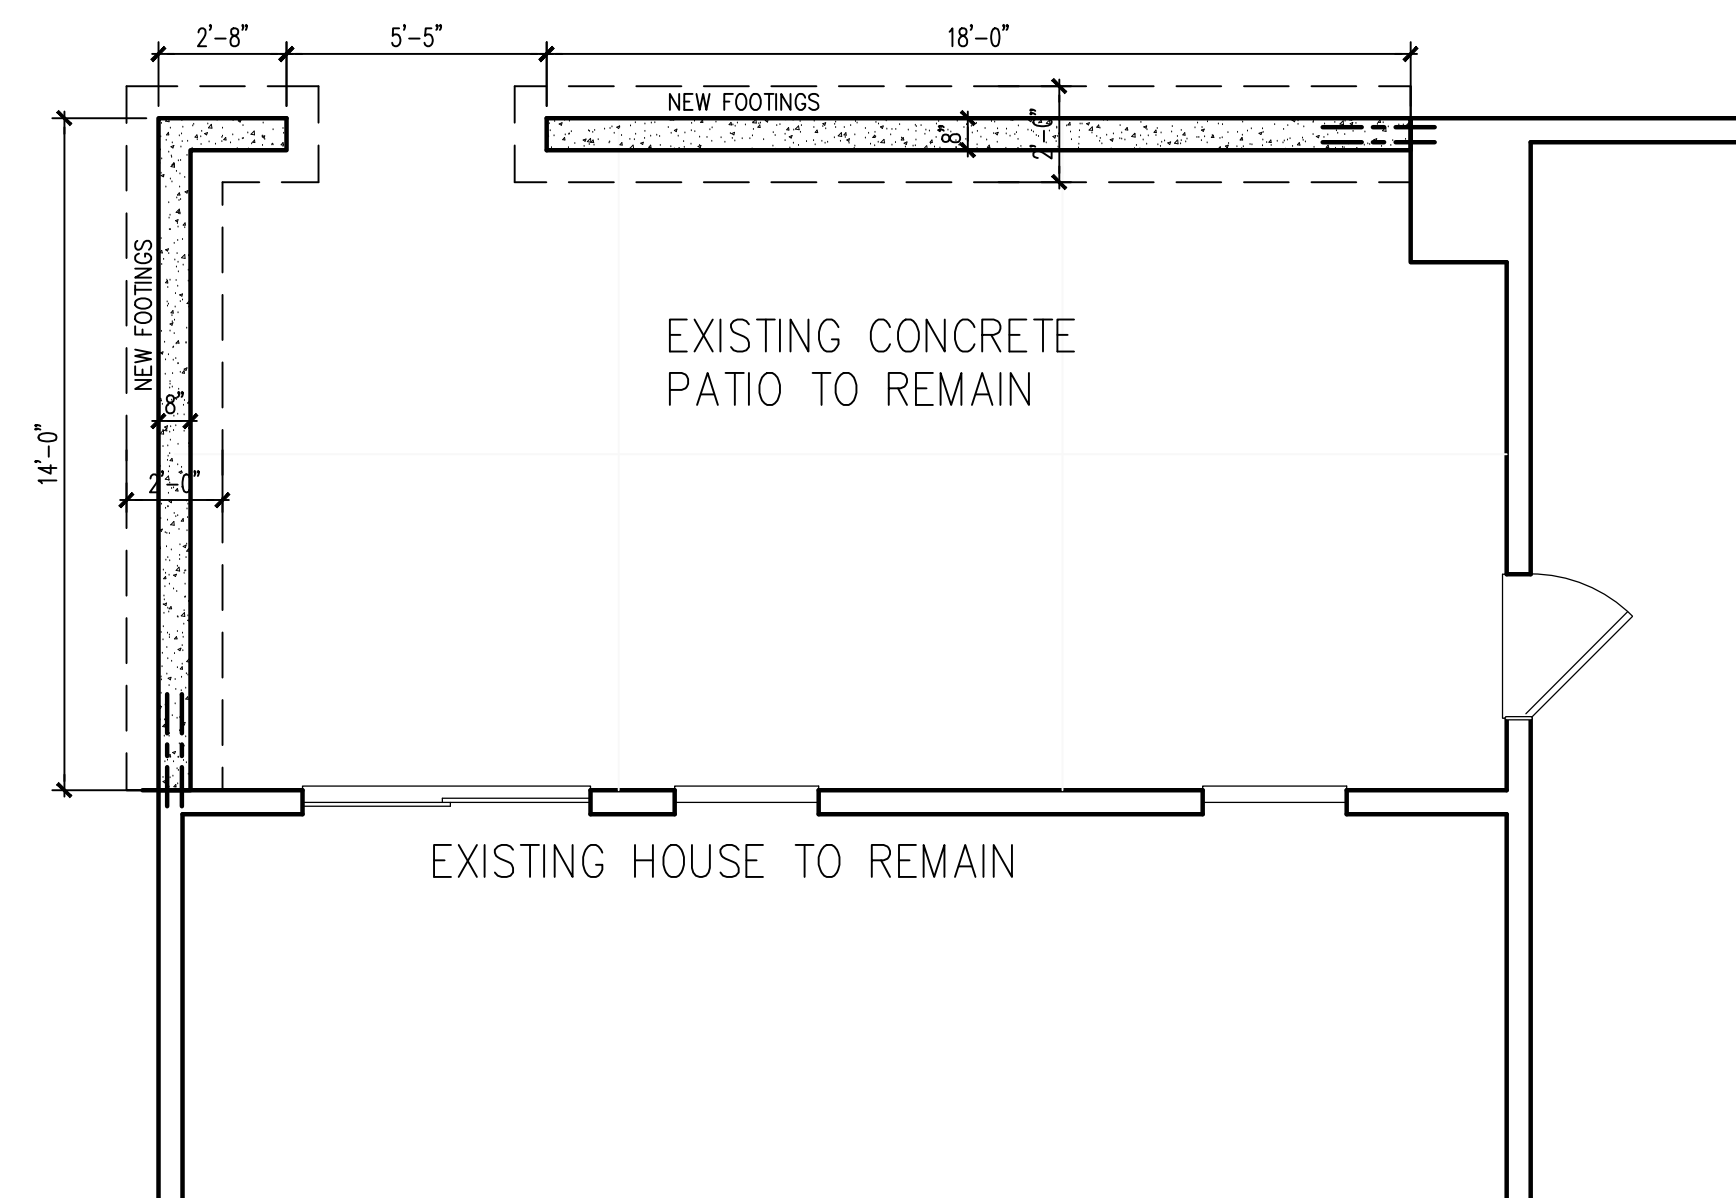 2'-8" 5'-5" 18'-0"
NEW FOOTINGS
8"
2'-0"
NEW FOOTINGS
EXISTING CONCRETE
PATIO TO REMAIN
8"
14'-0"
2'-0"
EXISTING HOUSE TO REMAIN